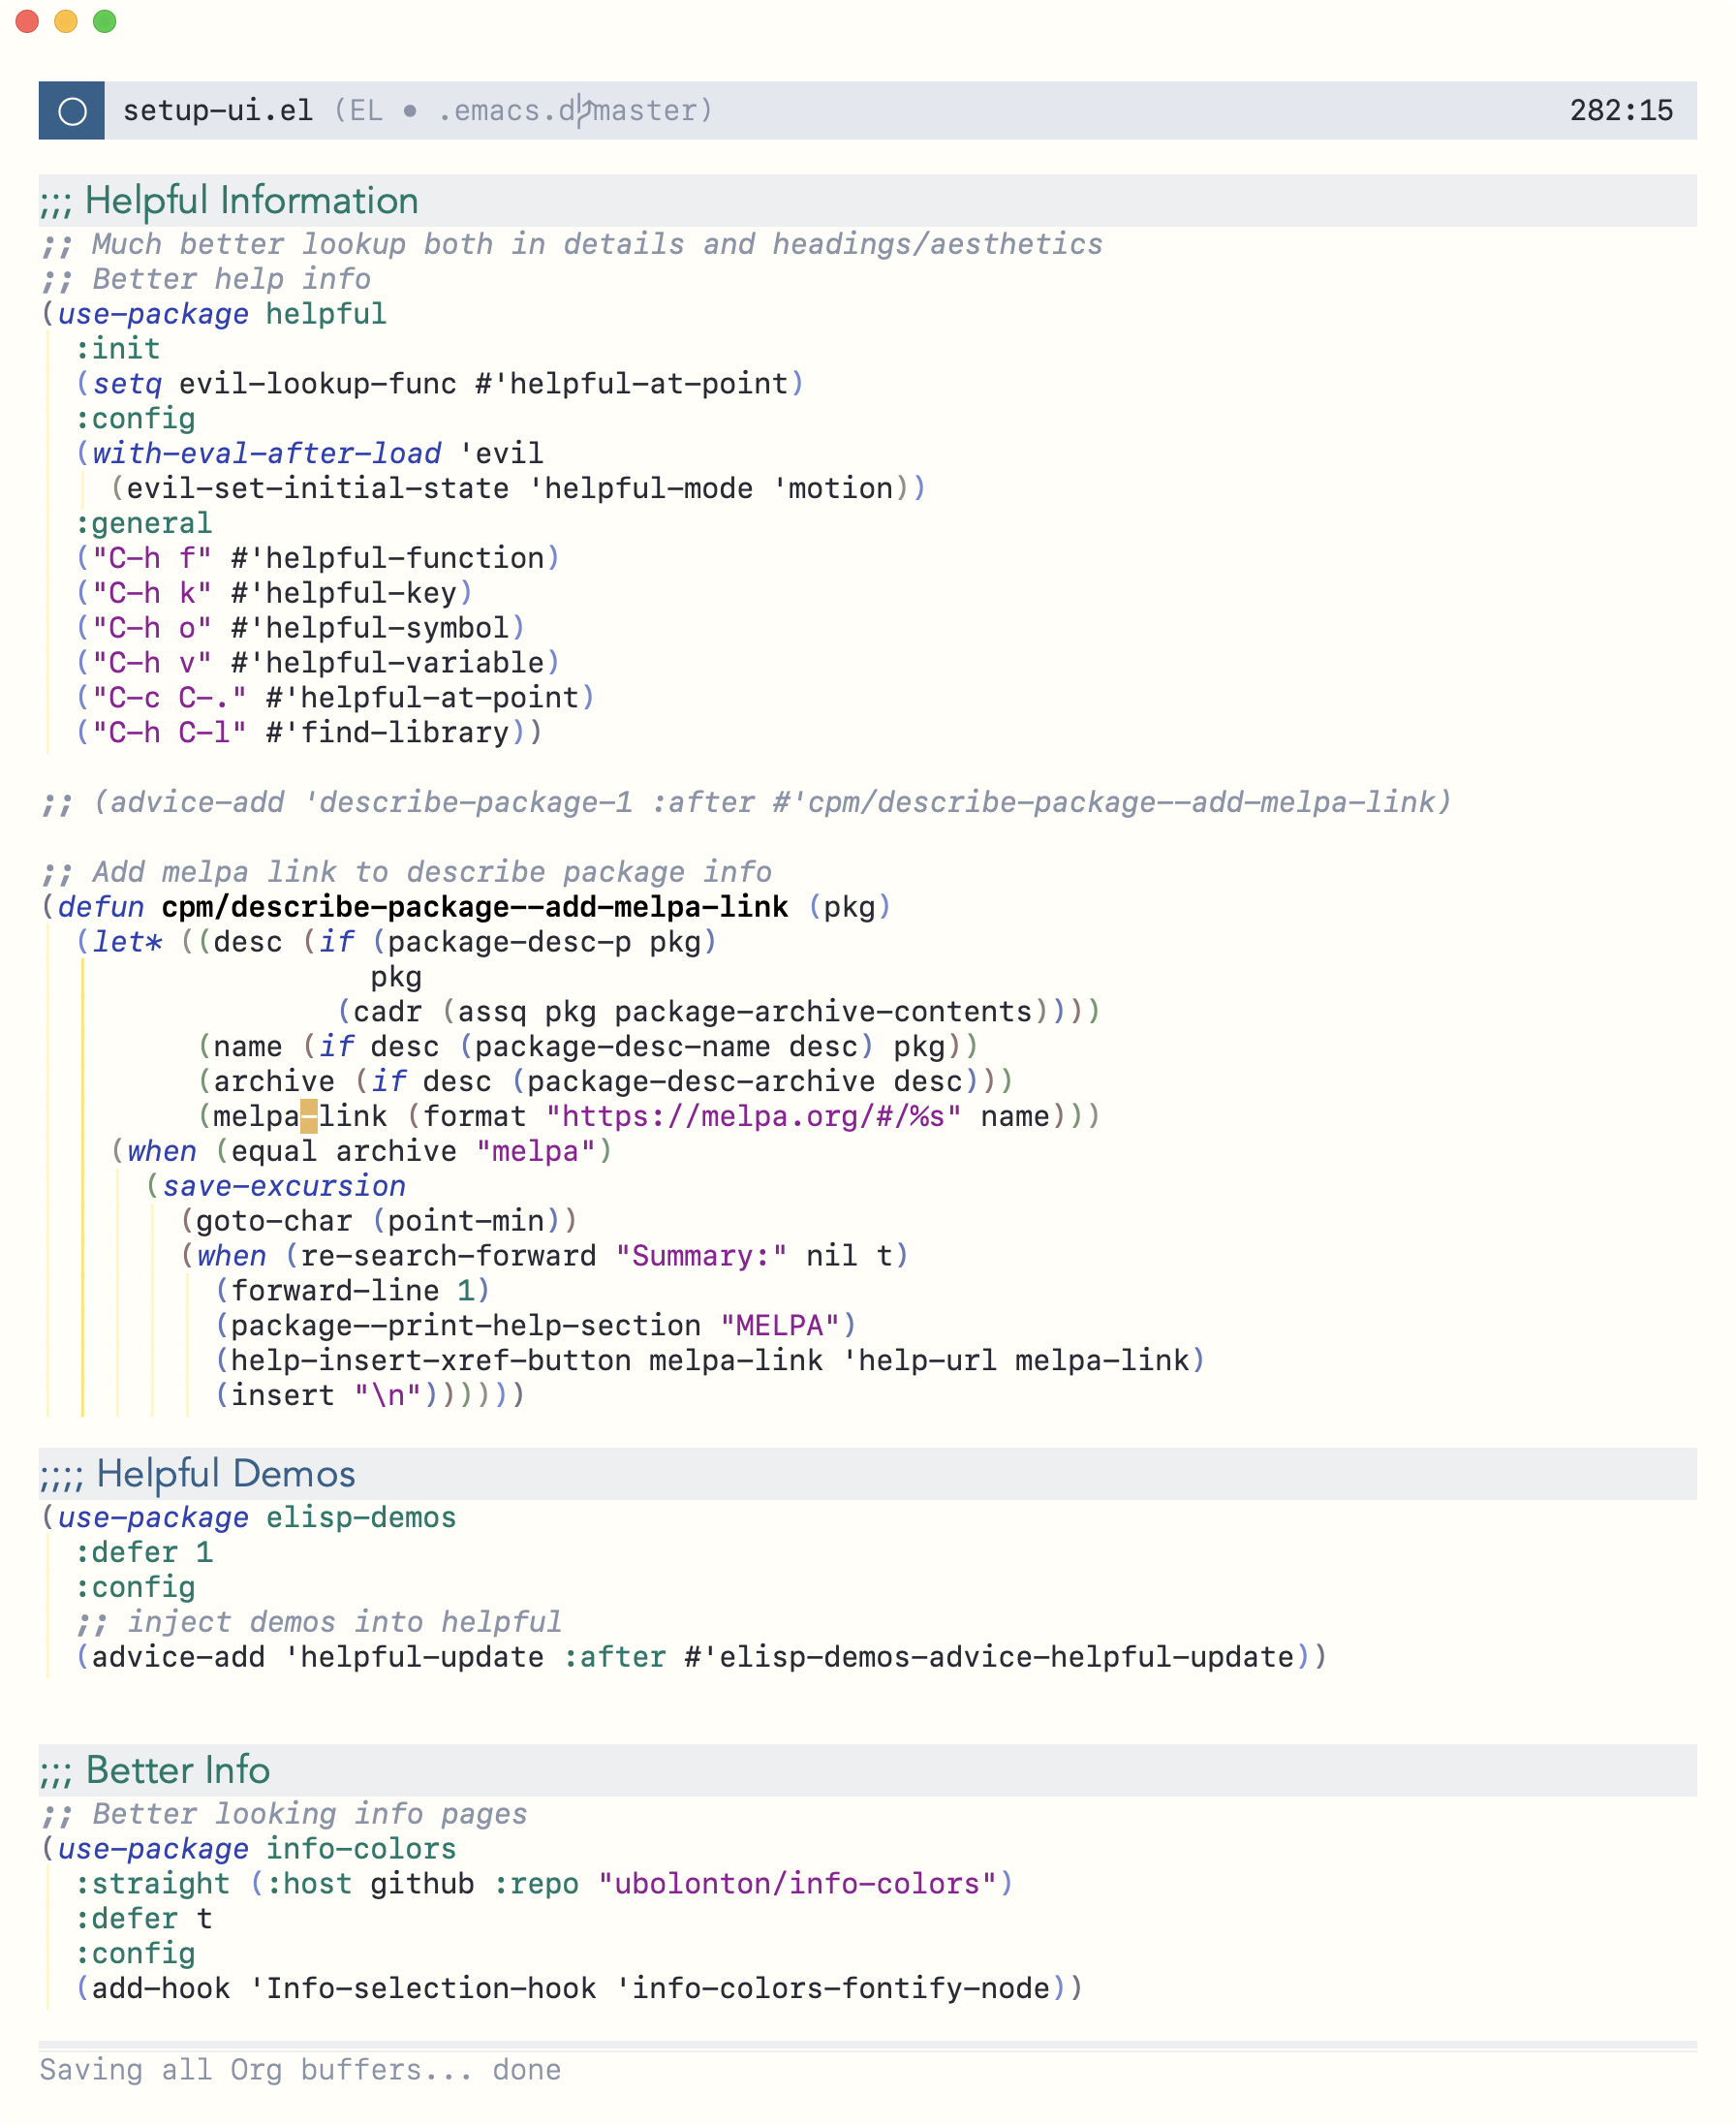 setup-ui.el (EL • .emacs.d master) 282:15
;;; Helpful Information
;; Much better lookup both in details and headings/aesthetics
;; Better help info
(use-package helpful
  :init
  (setq evil-lookup-func #'helpful-at-point)
  :config
  (with-eval-after-load 'evil
    (evil-set-initial-state 'helpful-mode 'motion))
  :general
  ("C-h f" #'helpful-function)
  ("C-h k" #'helpful-key)
  ("C-h o" #'helpful-symbol)
  ("C-h v" #'helpful-variable)
  ("C-c C-." #'helpful-at-point)
  ("C-h C-l" #'find-library))

;; (advice-add 'describe-package-1 :after #'cpm/describe-package--add-melpa-link)

;; Add melpa link to describe package info
(defun cpm/describe-package--add-melpa-link (pkg)
  (let* ((desc (if (package-desc-p pkg)
                   pkg
                 (cadr (assq pkg package-archive-contents))))
         (name (if desc (package-desc-name desc) pkg))
         (archive (if desc (package-desc-archive desc)))
         (melpa-link (format "https://melpa.org/#/%s" name)))
    (when (equal archive "melpa")
      (save-excursion
        (goto-char (point-min))
        (when (re-search-forward "Summary:" nil t)
          (forward-line 1)
          (package--print-help-section "MELPA")
          (help-insert-xref-button melpa-link 'help-url melpa-link)
          (insert "\n"))))))

;;;; Helpful Demos
(use-package elisp-demos
  :defer 1
  :config
  ;; inject demos into helpful
  (advice-add 'helpful-update :after #'elisp-demos-advice-helpful-update))

;;; Better Info
;; Better looking info pages
(use-package info-colors
  :straight (:host github :repo "ubolonton/info-colors")
  :defer t
  :config
  (add-hook 'Info-selection-hook 'info-colors-fontify-node))
Saving all Org buffers... done